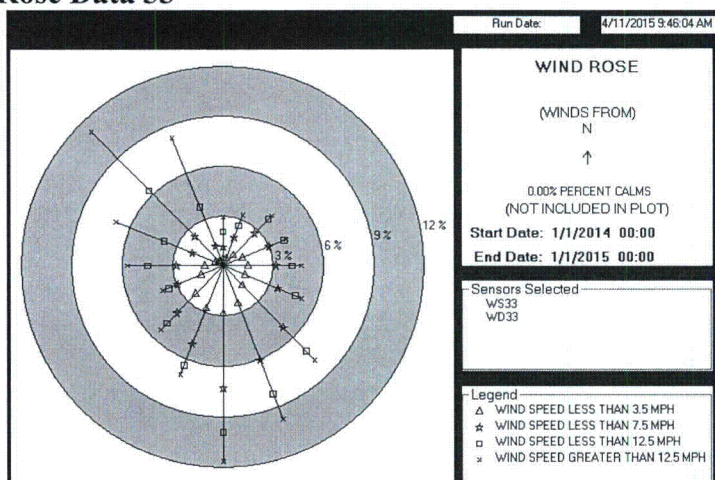 Rose Data 33
Run Date:
4/11/2015 9:46:04 AM
WIND ROSE
(WINDS FROM)
N
0.00% PERCENT CALMS
(NOT INCLUDED IN PLOT)
Start Date: 1/1/2014 00:00
End Date: 1/1/2015 00:00
Sensors Selected
WS33
WD33
Legend
WIND SPEED LESS THAN 3.5 MPH
WIND SPEED LESS THAN 7.5 MPH
WIND SPEED LESS THAN 12.5 MPH
WIND SPEED GREATER THAN 12.5 MPH
3%
6%
9%
12%